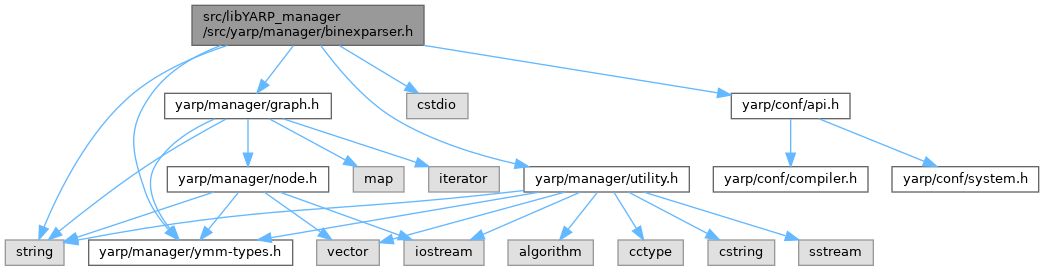 src/libYARP_manager
/src/yarp/manager/binexparser.h
yarp/manager/graph.h
cstdio
yarp/conf/api.h
yarp/manager/node.h
map
iterator
yarp/manager/utility.h
yarp/conf/compiler.h
yarp/conf/system.h
string
yarp/manager/ymm-types.h
vector
iostream
algorithm
cctype
cstring
sstream